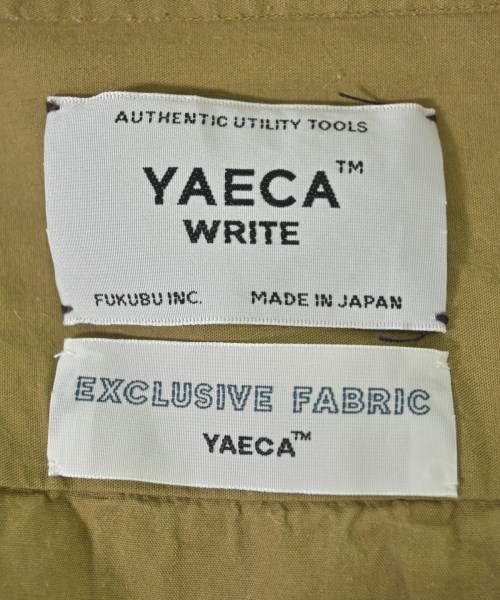 AUTHENTIC UTILITY TOOLS
YAECA™
WRITE
FUKUBU INC. MADE IN JAPAN
EXCLUSIVE FABRIC
YAECA™